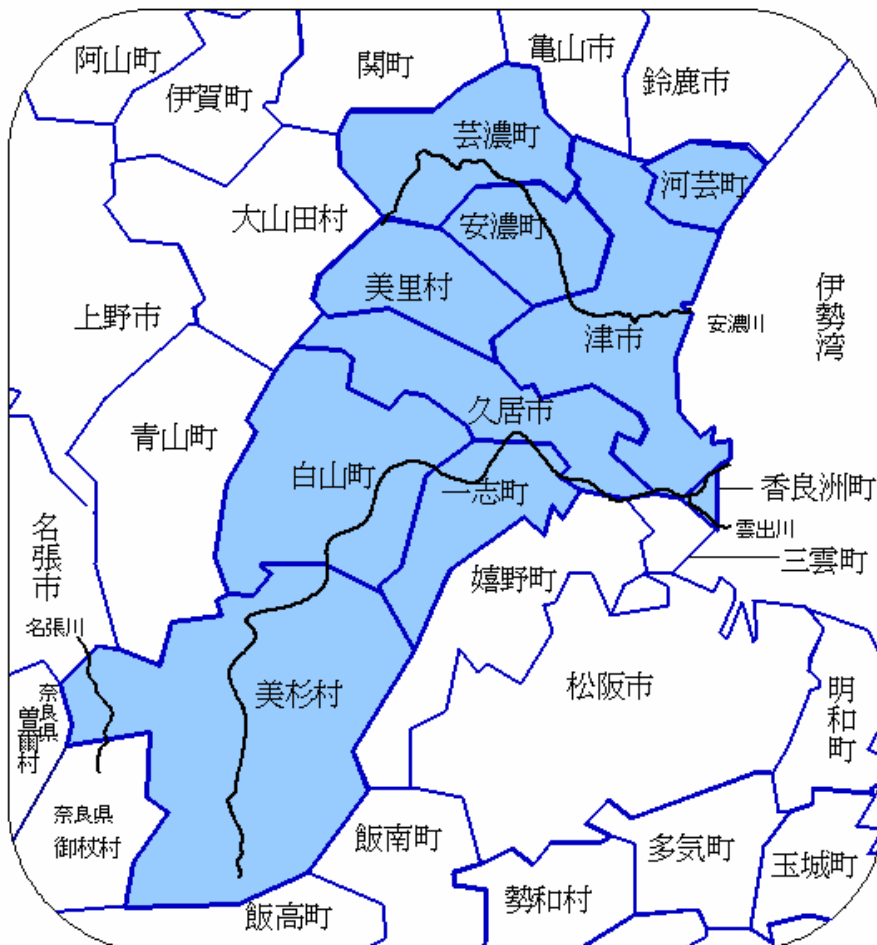 阿山町
伊賀町
関町
亀山市
鈴鹿市
芸濃町
河芸町
大山田村
安濃町
美里村
伊勢湾
上野市
津市
安濃川
久居市
青山町
白山町
一志町
香良洲町
名張市
雲出川
三雲町
嬉野町
名張川
美杉村
松阪市
明和町
奈良県
曽爾村
奈良県
御杖村
飯南町
多気町
玉城町
勢和村
飯高町